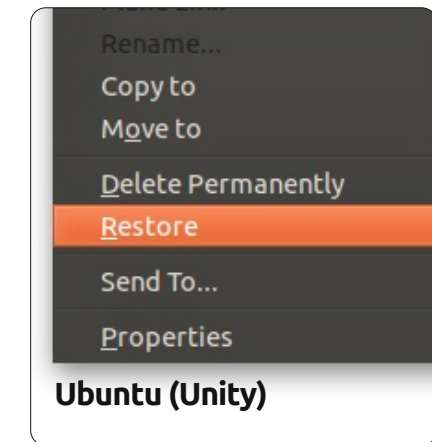 Rename...
Copy to
Move to
Delete Permanently
Restore
Send To...
Properties
Ubuntu (Unity)